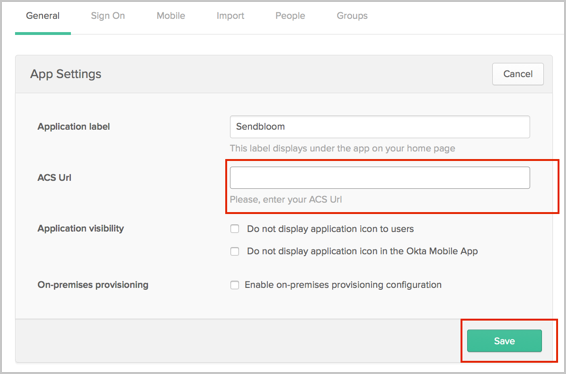 General Sign On Mobile Import People Groups
App Settings Cancel
Application label Sendbloom
This label displays under the app on your home page
ACS Url
Please, enter your ACS Url
Application visibility Do not display application icon to users
Do not display application icon in the Okta Mobile App
On-premises provisioning Enable on-premises provisioning configuration
Save